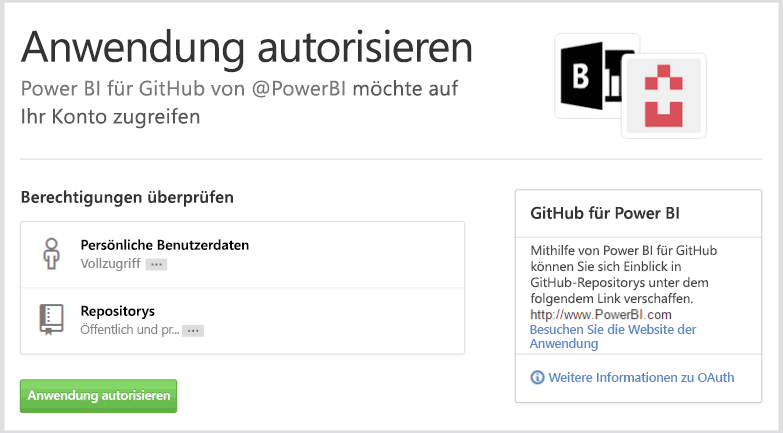 Anwendung autorisieren
Power BI für GitHub von @PowerBI möchte auf
Ihr Konto zugreifen
B
Berechtigungen überprüfen
Persönliche Benutzerdaten
Vollzugriff ...
Repositorys
Öffentlich und pr... ...
Anwendung autorisieren
GitHub für Power BI
Mithilfe von Power BI für GitHub
können Sie sich Einblick in
GitHub-Repositorys unter dem
folgendem Link verschaffen.
http://www.PowerBI.com
Besuchen Sie die Website der
Anwendung
Weitere Informationen zu OAuth